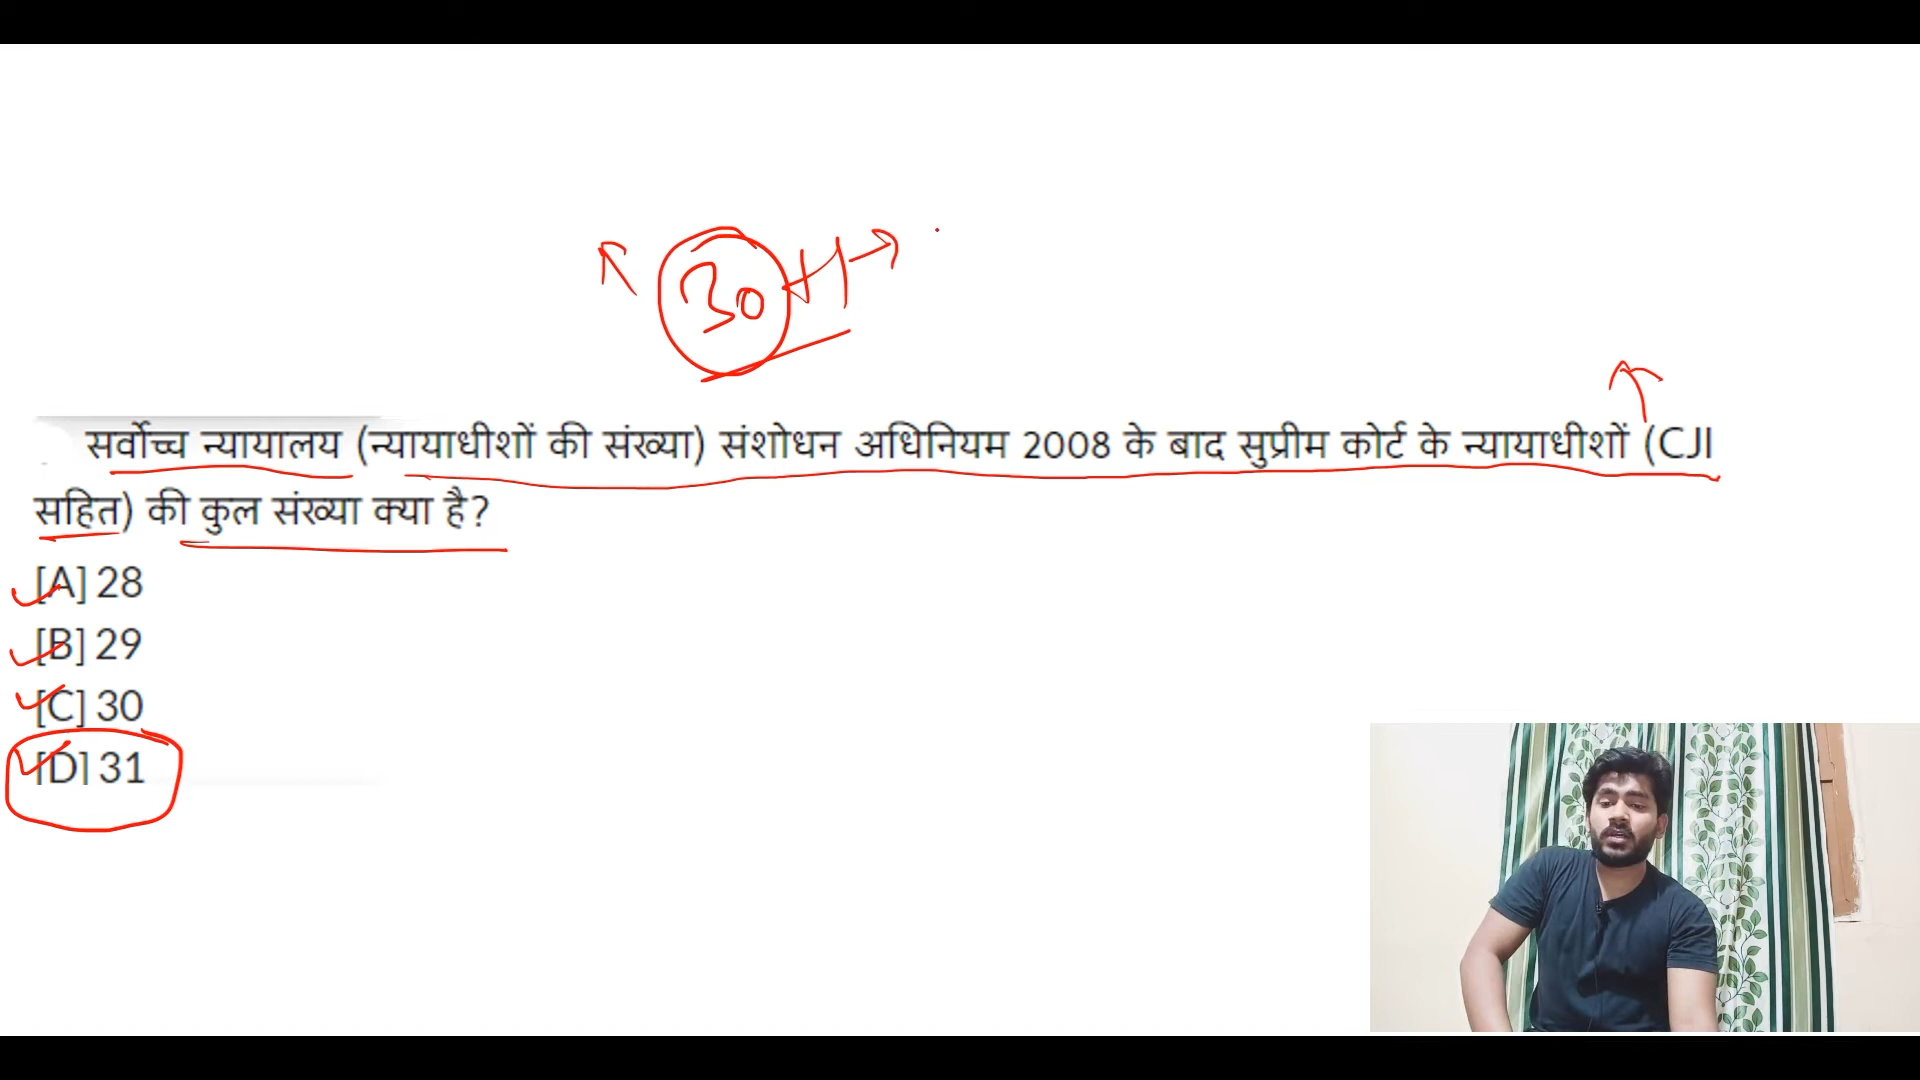 30+1
सर्वोच्च न्यायालय (न्यायाधीशों की संख्या) संशोधन अधिनियम 2008 के बाद सुप्रीम कोर्ट के न्यायाधीशों (CJI
सहित) की कुल संख्या क्या है?
[A] 28
[B] 29
[C] 30
[D] 31